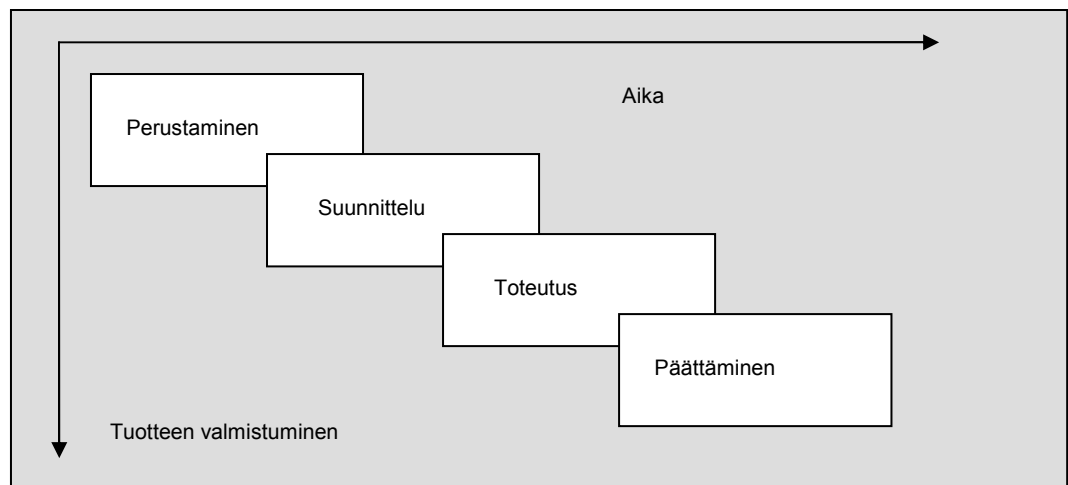 Aika
Perustaminen
Suunnittelu
Toteutus
Päättäminen
Tuotteen valmistuminen